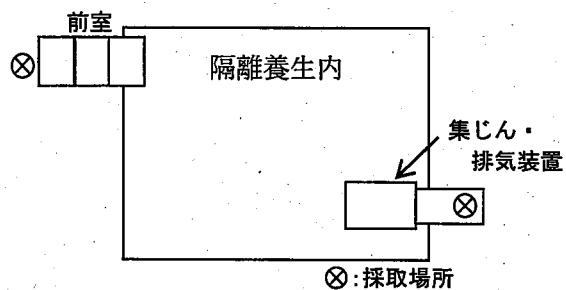 前室
隔離養生内
集じん・
排気装置
⊗:採取場所